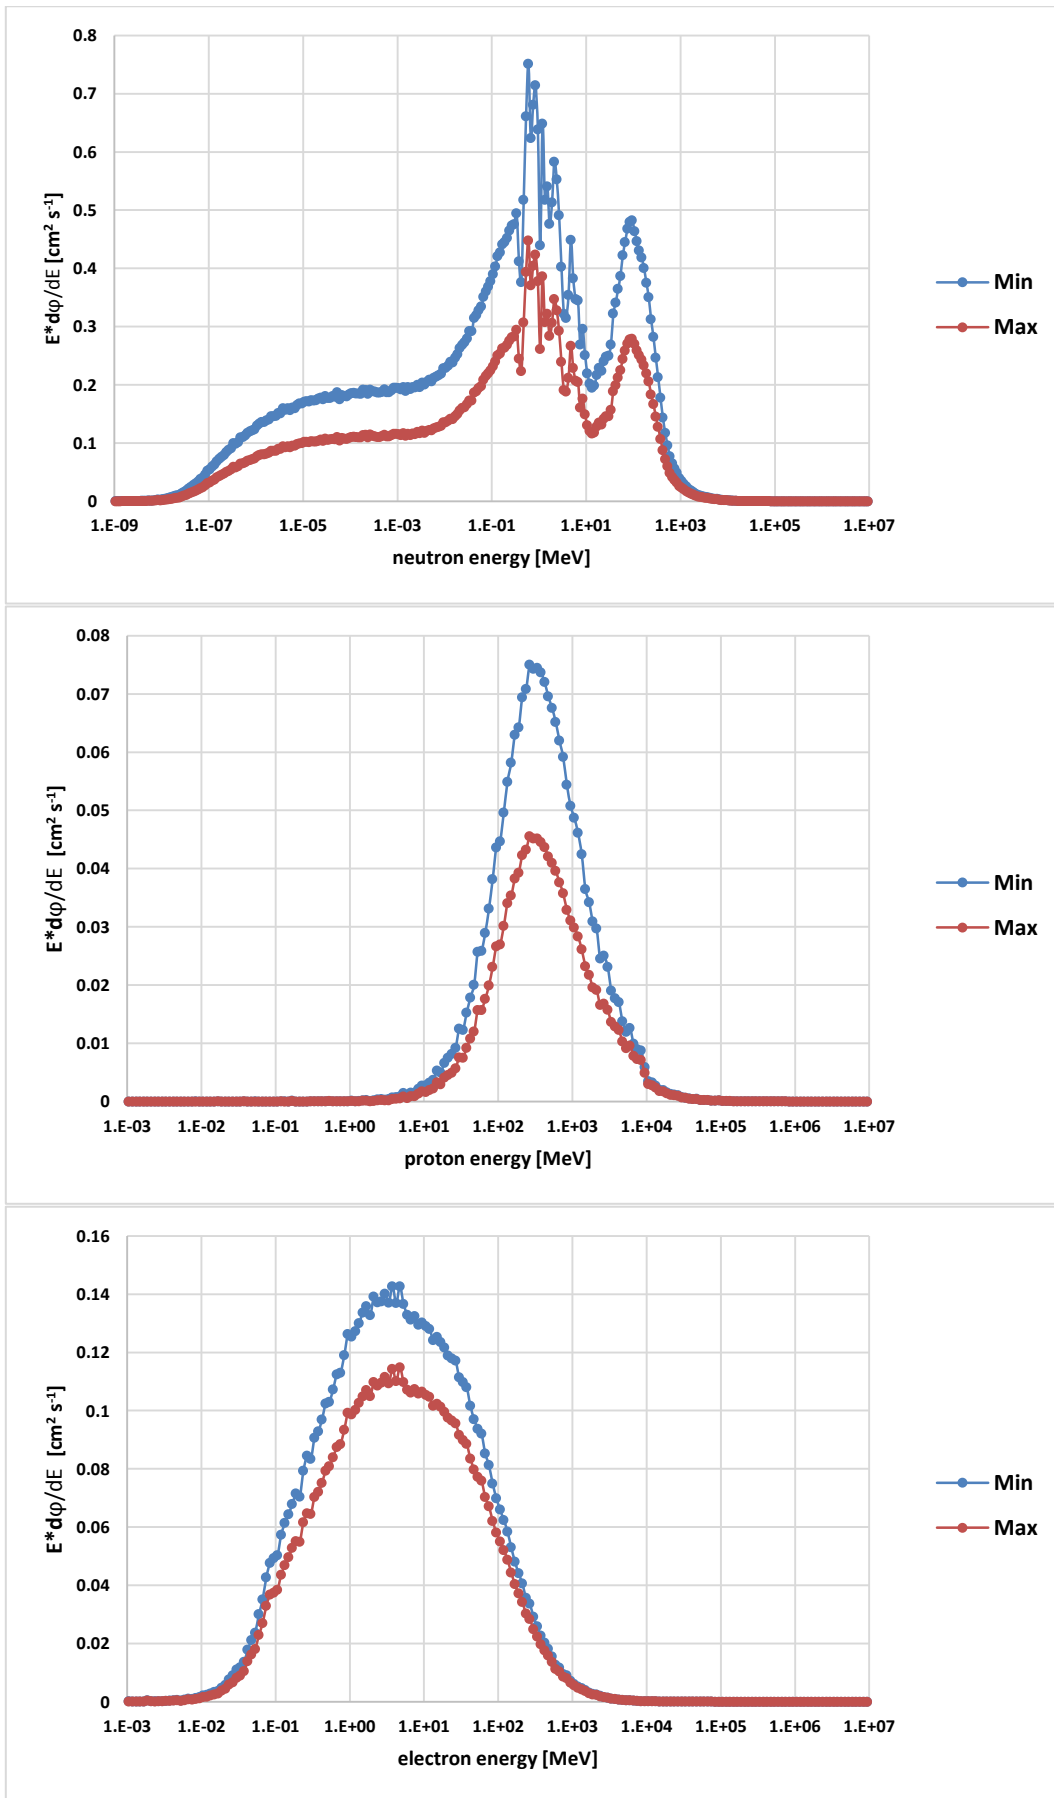 0.8
0.7
0.6
0.5
0.4
0.3
0.2
0.1
0
E*dφ/dE [cm² s⁻¹]
1.E-09 1.E-07 1.E-05 1.E-03 1.E-01 1.E+01 1.E+03 1.E+05 1.E+07
neutron energy [MeV]
Min
Max
0.08
0.07
0.06
0.05
0.04
0.03
0.02
0.01
0
E*dφ/dE [cm² s⁻¹]
1.E-03 1.E-02 1.E-01 1.E+00 1.E+01 1.E+02 1.E+03 1.E+04 1.E+05 1.E+06 1.E+07
proton energy [MeV]
Min
Max
0.16
0.14
0.12
0.1
0.08
0.06
0.04
0.02
0
E*dφ/dE [cm² s⁻¹]
1.E-03 1.E-02 1.E-01 1.E+00 1.E+01 1.E+02 1.E+03 1.E+04 1.E+05 1.E+06 1.E+07
electron energy [MeV]
Min
Max